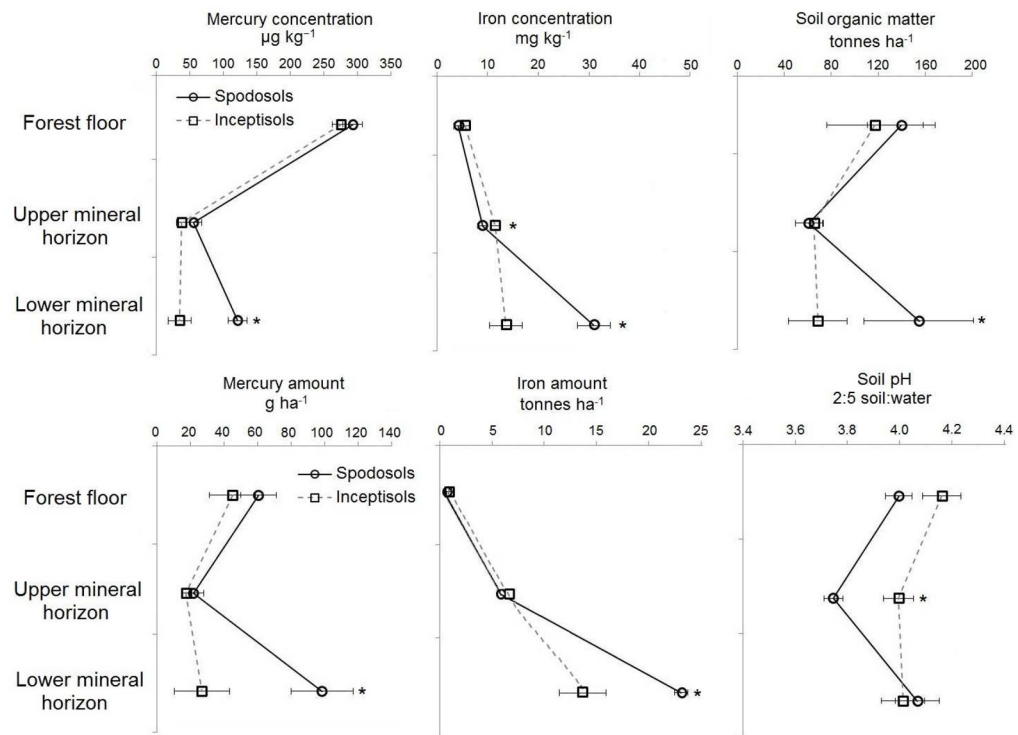 Mercury concentration
µg kg⁻¹
0 50 100 150 200 250 300 350
Iron concentration
mg kg⁻¹
0 10 20 30 40 50
Soil organic matter
tonnes ha⁻¹
0 40 80 120 160 200
Spodosols
Inceptisols
Forest floor
Upper mineral
horizon
*
Lower mineral
horizon
*
*
*
Mercury amount
g ha⁻¹
0 20 40 60 80 100 120 140
Iron amount
tonnes ha⁻¹
0 5 10 15 20 25
Soil pH
2:5 soil:water
3.4 3.6 3.8 4.0 4.2 4.4
Spodosols
Inceptisols
Forest floor
Upper mineral
horizon
*
Lower mineral
horizon
*
*